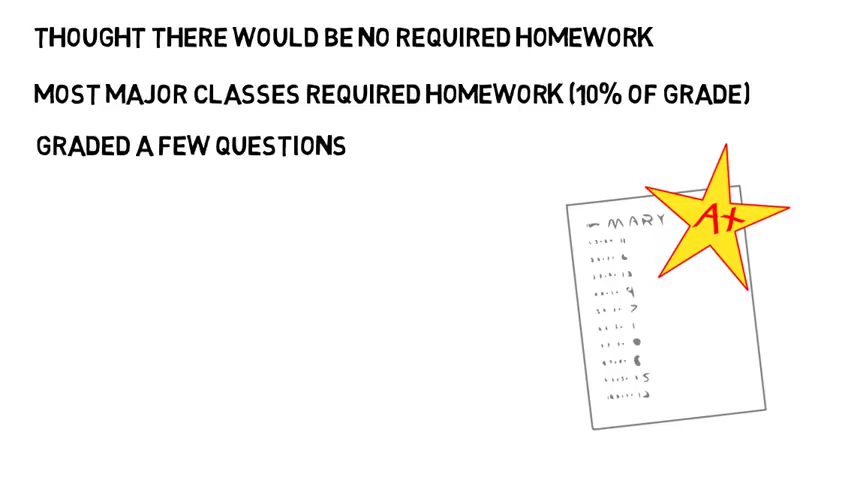 THOUGHT THERE WOULD BE NO REQUIRED HOMEWORK
MOST MAJOR CLASSES REQUIRED HOMEWORK (10% OF GRADE)
GRADED A FEW QUESTIONS
MARY
A+